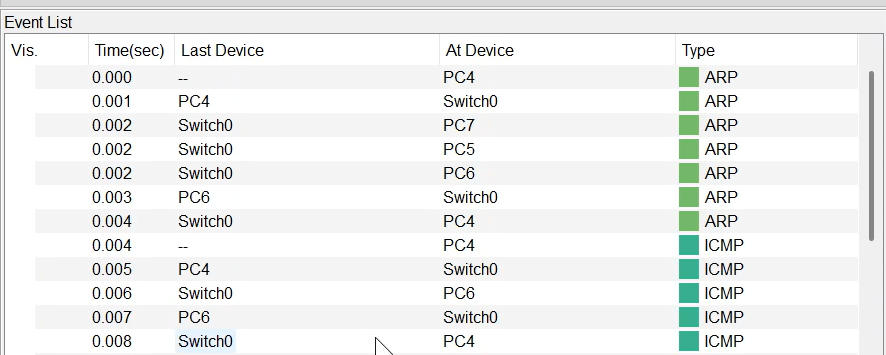 Event List
Vis. Time(sec) Last Device At Device Type
0.000 -- PC4 ARP
0.001 PC4 Switch0 ARP
0.002 Switch0 PC7 ARP
0.002 Switch0 PC5 ARP
0.002 Switch0 PC6 ARP
0.003 PC6 Switch0 ARP
0.004 Switch0 PC4 ARP
0.004 -- PC4 ICMP
0.005 PC4 Switch0 ICMP
0.006 Switch0 PC6 ICMP
0.007 PC6 Switch0 ICMP
0.008 Switch0 PC4 ICMP